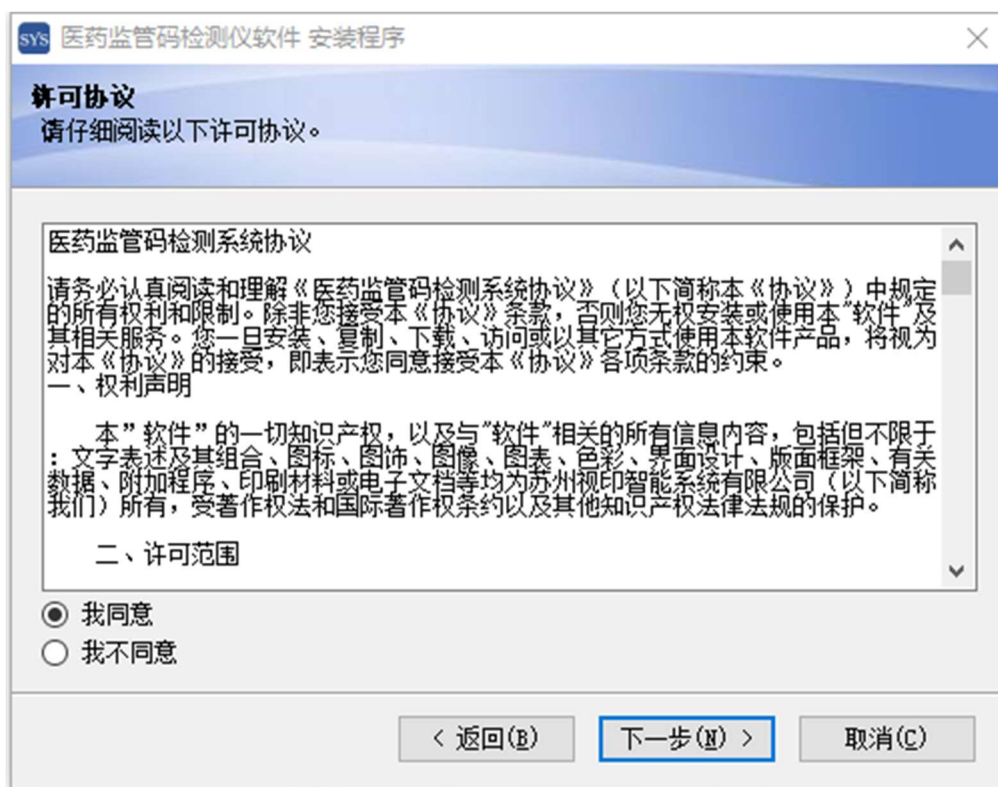 SYS 医药监管码检测仪软件 安装程序
许可协议
请仔细阅读以下许可协议。
医药监管码检测系统协议
请务必认真阅读和理解《医药监管码检测系统协议》（以下简称本《协议》）中规定
的所有权利和限制。除非您接受本《协议》条款，否则您无权安装或使用本"软件"及
其相关服务。您一旦安装、复制、下载、访问或以其它方式使用本软件产品，将视为
对本《协议》的接受，即表示您同意接受本《协议》各项条款的约束。
一、权利声明
本”软件”的一切知识产权，以及与"软件"相关的所有信息内容，包括但不限于
：文字表述及其组合、图标、图饰、图像、图表、色彩、界面设计、版面框架、有关
数据、附加程序、印刷材料或电子文档等均为苏州视印智能系统有限公司（以下简称
我们）所有，受著作权法和国际著作权条约以及其他知识产权法律法规的保护。
二、许可范围
我同意
我不同意
< 返回(B)
下一步(N) >
取消(C)